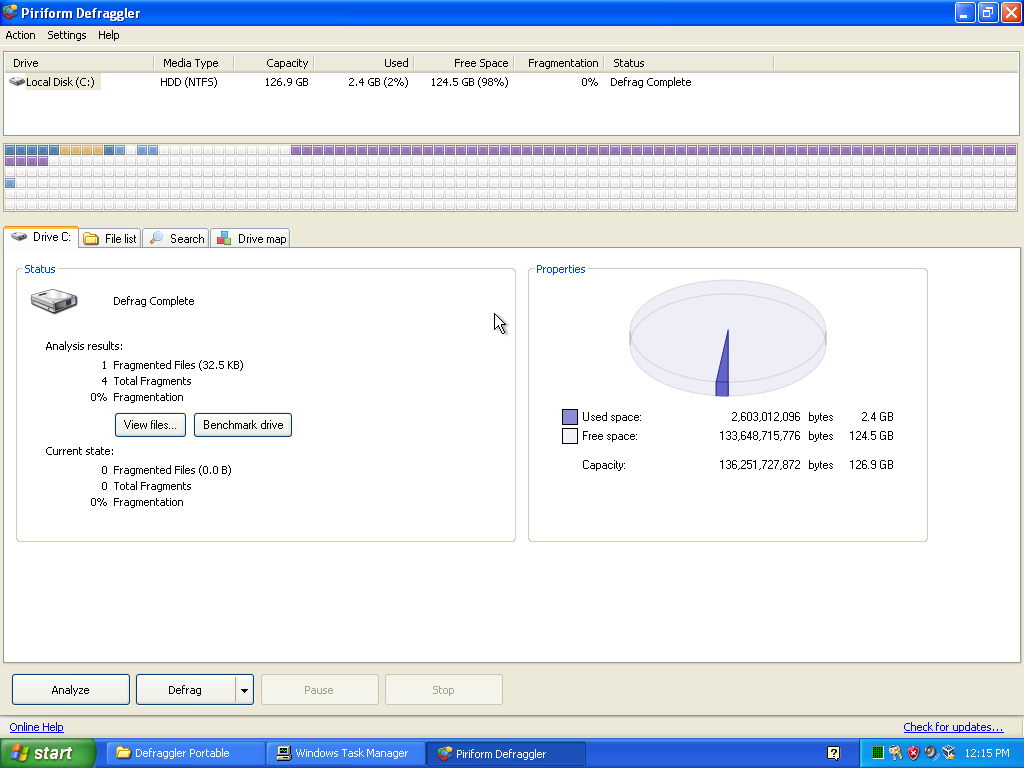 Piriform Defraggler
Action Settings Help
Drive Media Type Capacity Used Free Space Fragmentation Status
Local Disk (C:) HDD (NTFS) 126.9 GB 2.4 GB (2%) 124.5 GB (98%) 0% Defrag Complete
Drive C: File list Search Drive map
Status
Defrag Complete
Analysis results:
1 Fragmented Files (32.5 KB)
4 Total Fragments
0% Fragmentation
View files... Benchmark drive
Current state:
0 Fragmented Files (0.0 B)
0 Total Fragments
0% Fragmentation
Properties
Used space: 2,603,012,096 bytes 2.4 GB
Free space: 133,648,715,776 bytes 124.5 GB
Capacity: 136,251,727,872 bytes 126.9 GB
Analyze Defrag Pause Stop
Online Help Check for updates...
start Defraggler Portable Windows Task Manager Piriform Defraggler 12:15 PM